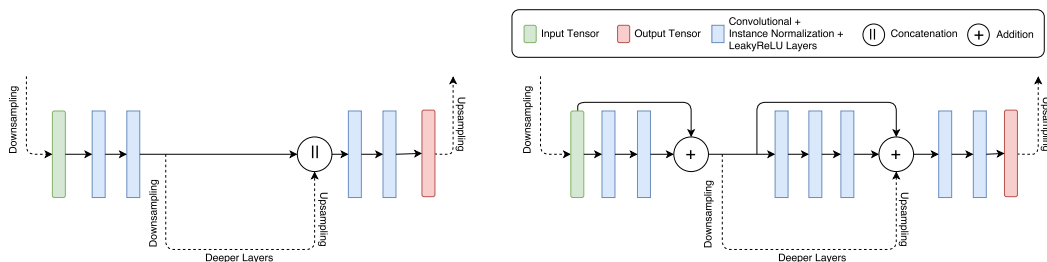 Input Tensor
Output Tensor
Convolutional +
Instance Normalization +
LeakyReLU Layers
||
Concatenation
+
Addition
Downsampling
||
Upsampling
Downsampling
Upsampling
Deeper Layers
Downsampling
+
+
Upsampling
Downsampling
Upsampling
Deeper Layers